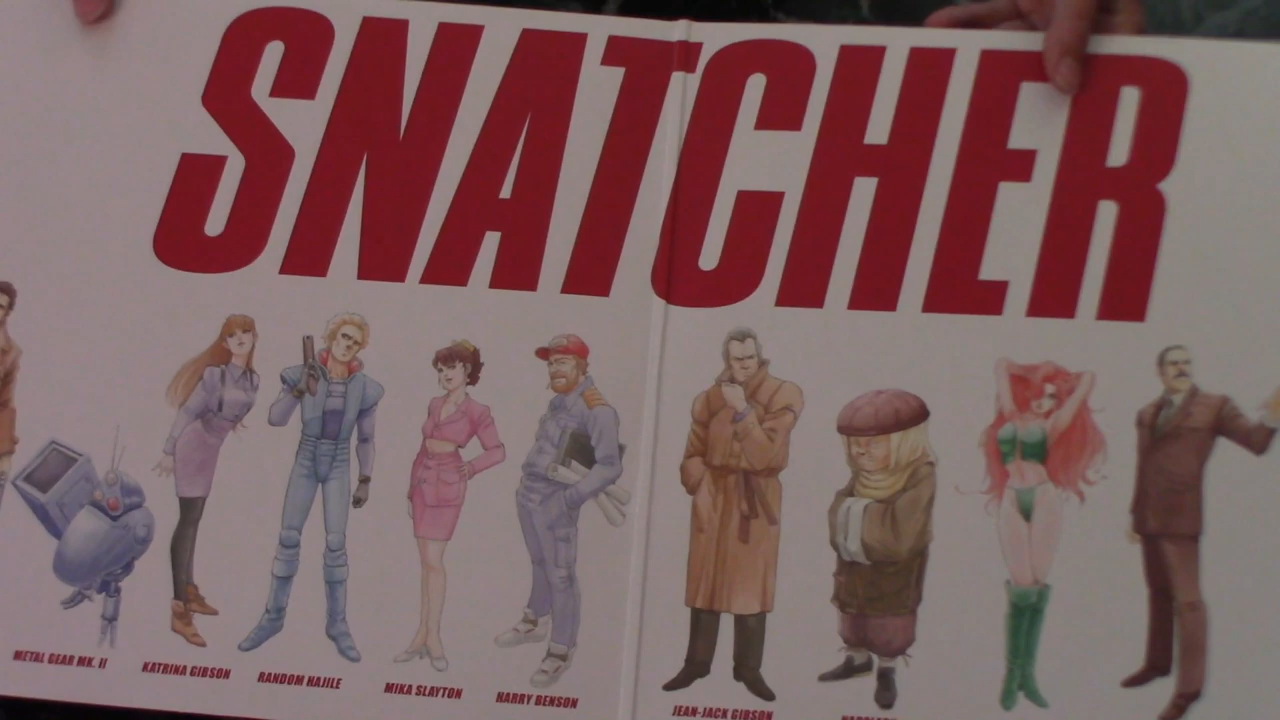 SNATCHER
METAL GEAR MK. II
KATRINA GIBSON
RANDOM HAJILE
MIKA SLAYTON
HARRY BENSON
JEAN-JACK GIBSON